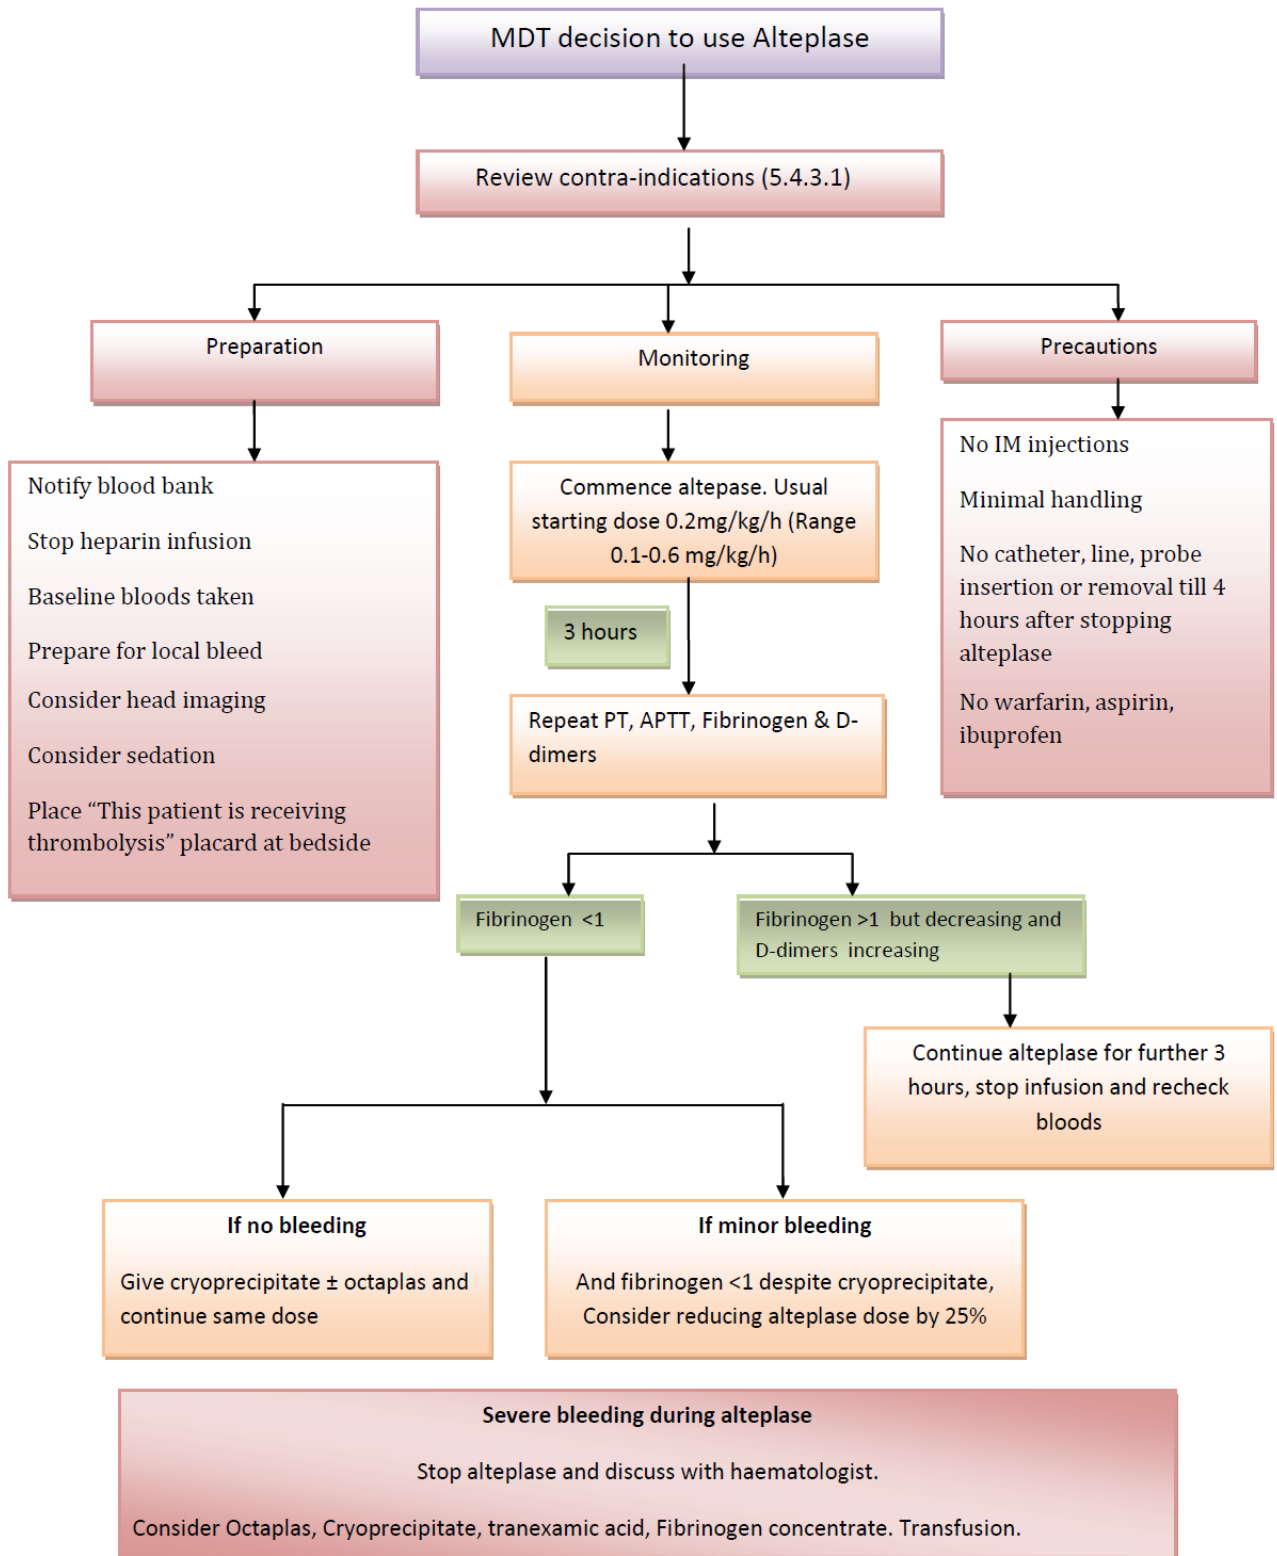 MDT decision to use Alteplase
Review contra-indications (5.4.3.1)
Preparation
Notify blood bank
Stop heparin infusion
Baseline bloods taken
Prepare for local bleed
Consider head imaging
Consider sedation
Place “This patient is receiving
thrombolysis” placard at bedside
Monitoring
Commence altepase. Usual
starting dose 0.2mg/kg/h (Range
0.1-0.6 mg/kg/h)
3 hours
Repeat PT, APTT, Fibrinogen & D-
dimers
Precautions
No IM injections
Minimal handling
No catheter, line, probe
insertion or removal till 4
hours after stopping
alteplase
No warfarin, aspirin,
ibuprofen
Fibrinogen <1
Fibrinogen >1 but decreasing and
D-dimers increasing
Continue alteplase for further 3
hours, stop infusion and recheck
bloods
If no bleeding
Give cryoprecipitate ± octaplas and
continue same dose
If minor bleeding
And fibrinogen <1 despite cryoprecipitate,
Consider reducing alteplase dose by 25%
Severe bleeding during alteplase
Stop alteplase and discuss with haematologist.
Consider Octaplas, Cryoprecipitate, tranexamic acid, Fibrinogen concentrate. Transfusion.